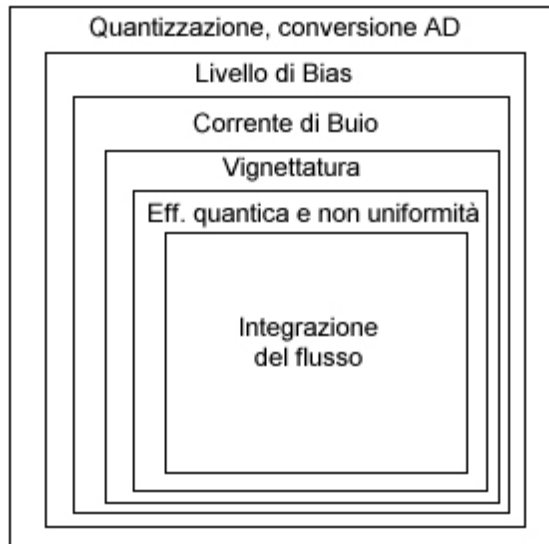 Quantizzazione, conversione AD
Livello di Bias
Corrente di Buio
Vignettatura
Eff. quantica e non uniformità
Integrazione
del flusso